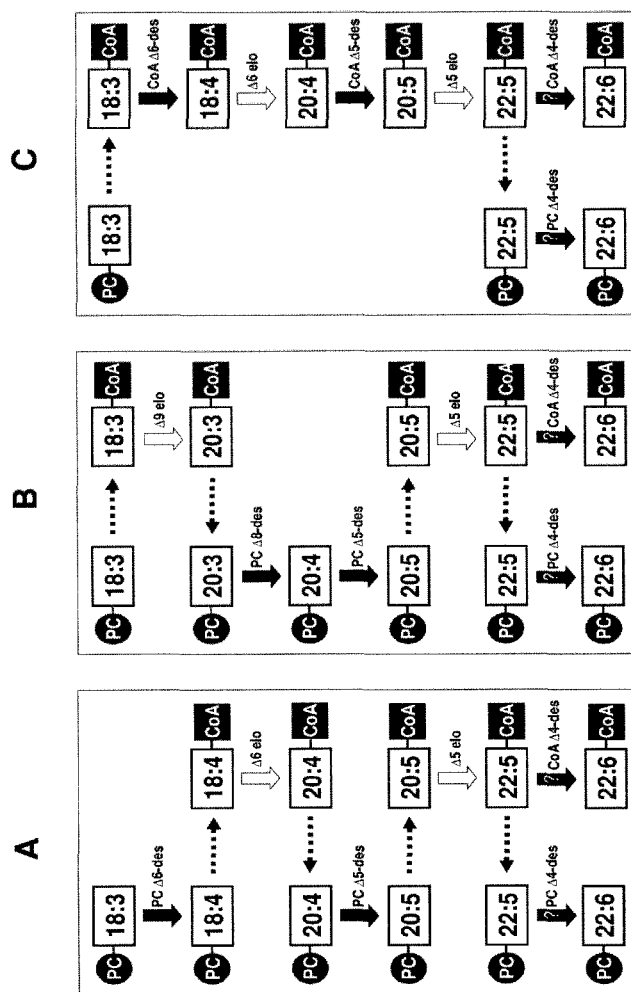 A
PC 18:3
PC Δ6-des
PC 18:4 18:4 CoA
Δ6 elo
PC 20:4 20:4 CoA
PC Δ5-des
PC 20:5 20:5 CoA
Δ5 elo
PC 22:5 22:5 CoA
? PC Δ4-des ? CoA Δ4-des
PC 22:6 22:6 CoA
B
PC 18:3 18:3 CoA
Δ9 elo
PC 20:3 20:3 CoA
PC Δ8-des
PC 20:4
PC Δ5-des
PC 20:5 20:5 CoA
Δ5 elo
PC 22:5 22:5 CoA
? PC Δ4-des ? CoA Δ4-des
PC 22:6 22:6 CoA
C
PC 18:3 18:3 CoA
CoA Δ6-des
18:4 CoA
Δ6 elo
20:4 CoA
CoA Δ5-des
20:5 CoA
Δ5 elo
PC 22:5 22:5 CoA
? PC Δ4-des ? CoA Δ4-des
PC 22:6 22:6 CoA